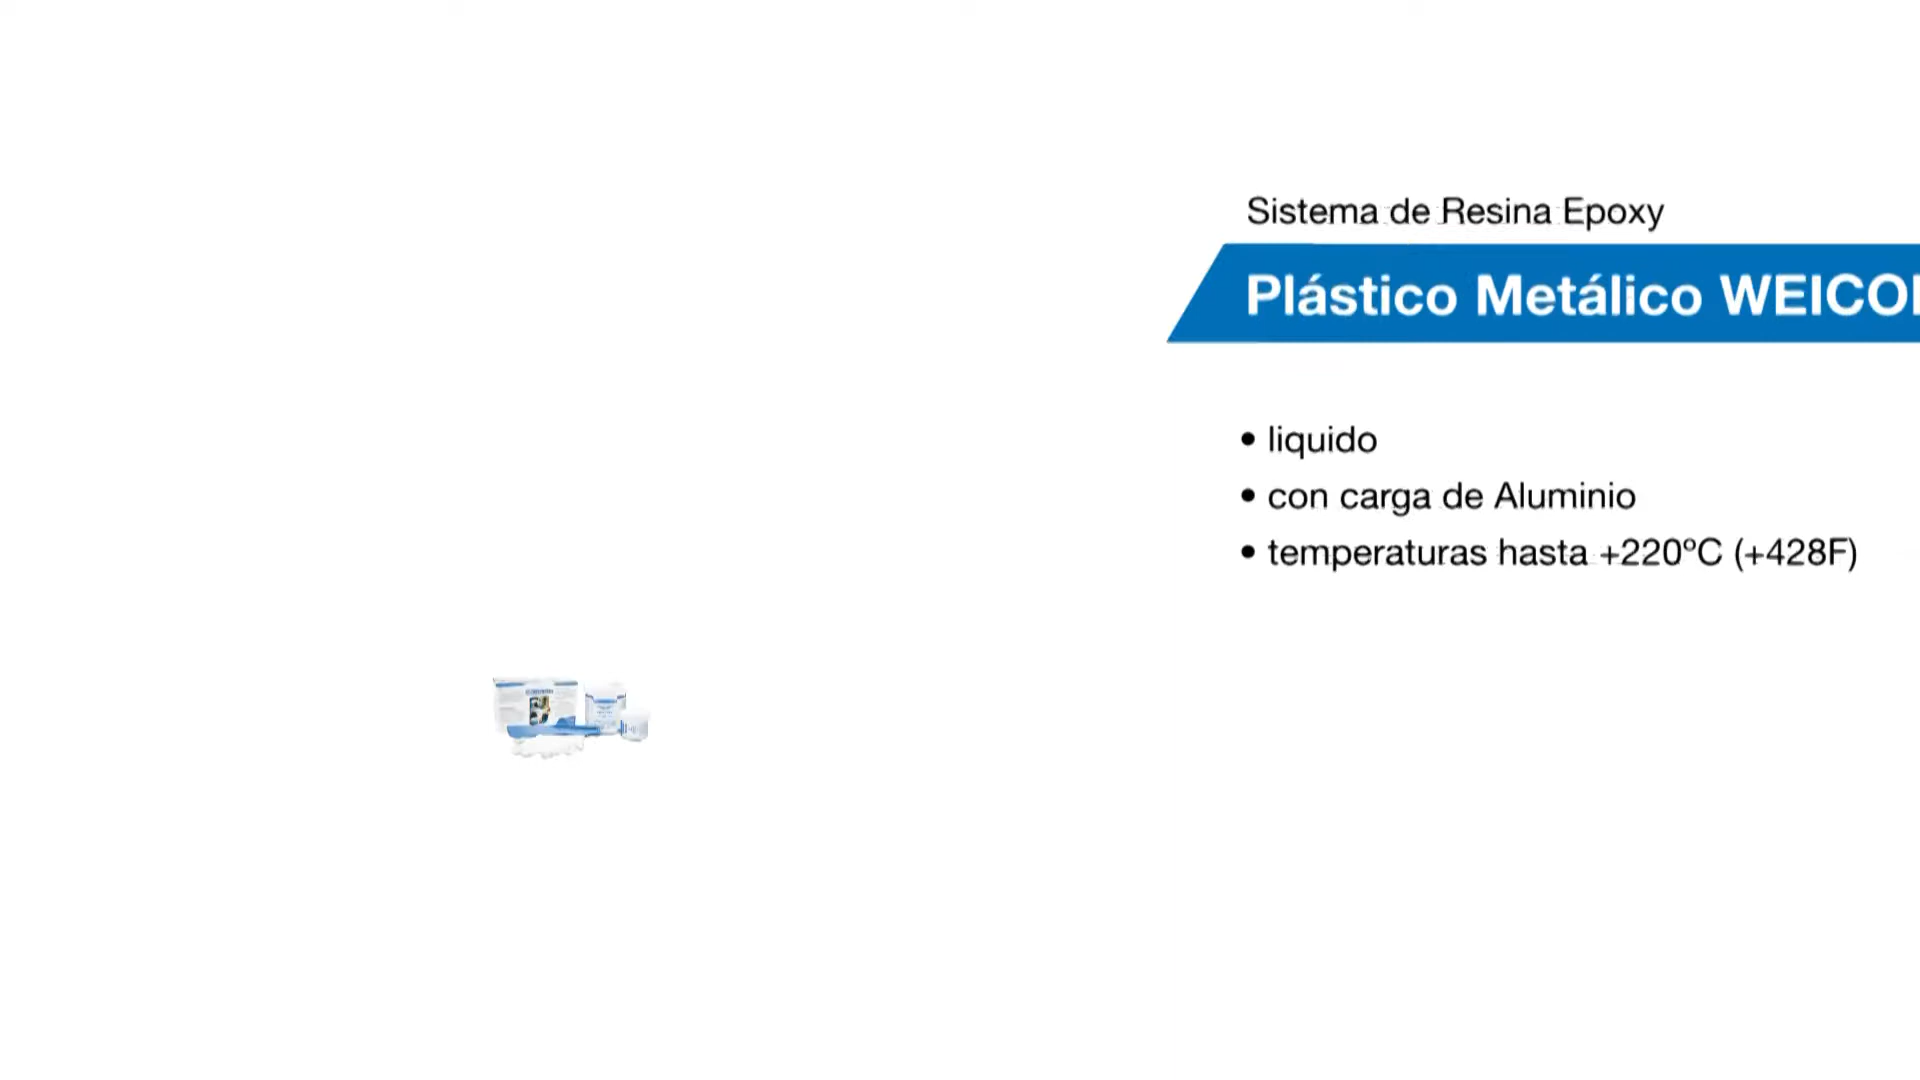 Sistema de Resina Epoxy
Plástico Metálico WEICO
• liquido
• con carga de Aluminio
• temperaturas hasta +220ºC (+428F)